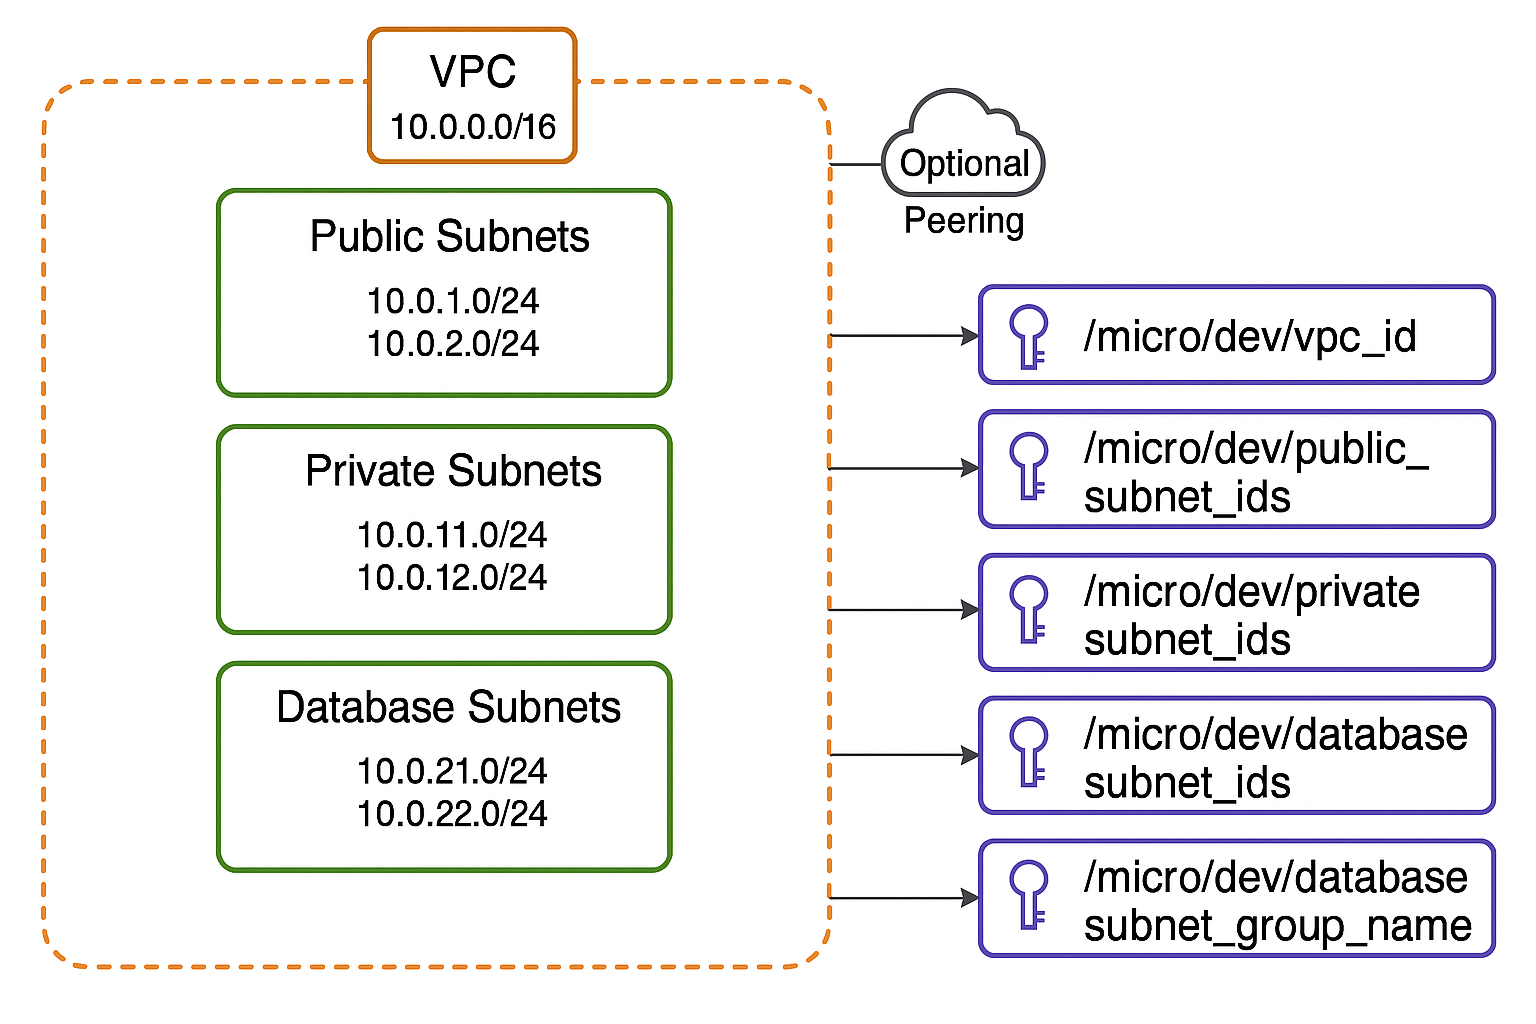 VPC
10.0.0.0/16
Public Subnets
10.0.1.0/24
10.0.2.0/24
Private Subnets
10.0.11.0/24
10.0.12.0/24
Database Subnets
10.0.21.0/24
10.0.22.0/24
Optional
Peering
/micro/dev/vpc_id
/micro/dev/public_
subnet_ids
/micro/dev/private
subnet_ids
/micro/dev/database
subnet_ids
/micro/dev/database
subnet_group_name